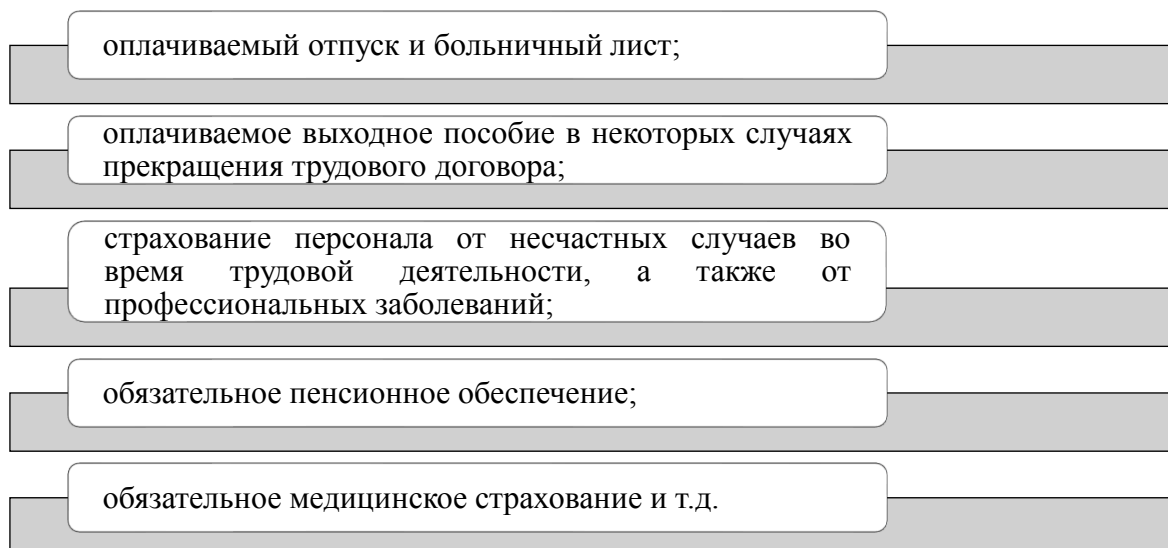 оплачиваемый отпуск и больничный лист;
оплачиваемое выходное пособие в некоторых случаях
прекращения трудового договора;
страхование персонала от несчастных случаев во
время трудовой деятельности, а также от
профессиональных заболеваний;
обязательное пенсионное обеспечение;
обязательное медицинское страхование и т.д.